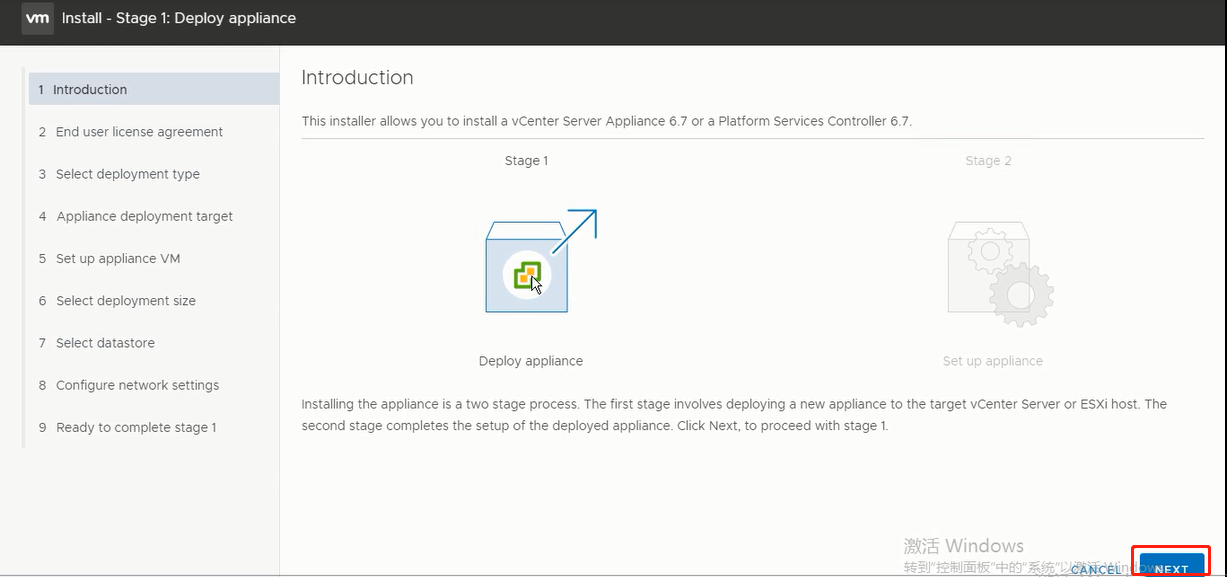 vm Install - Stage 1: Deploy appliance
1 Introduction
2 End user license agreement
3 Select deployment type
4 Appliance deployment target
5 Set up appliance VM
6 Select deployment size
7 Select datastore
8 Configure network settings
9 Ready to complete stage 1
Introduction
This installer allows you to install a vCenter Server Appliance 6.7 or a Platform Services Controller 6.7.
Stage 1
Stage 2
Deploy appliance
Set up appliance
Installing the appliance is a two stage process. The first stage involves deploying a new appliance to the target vCenter Server or ESXi host. The
second stage completes the setup of the deployed appliance. Click Next, to proceed with stage 1.
激活 Windows
转到"控制面板"中的"系统"以激活 Windows
CANCEL
NEXT